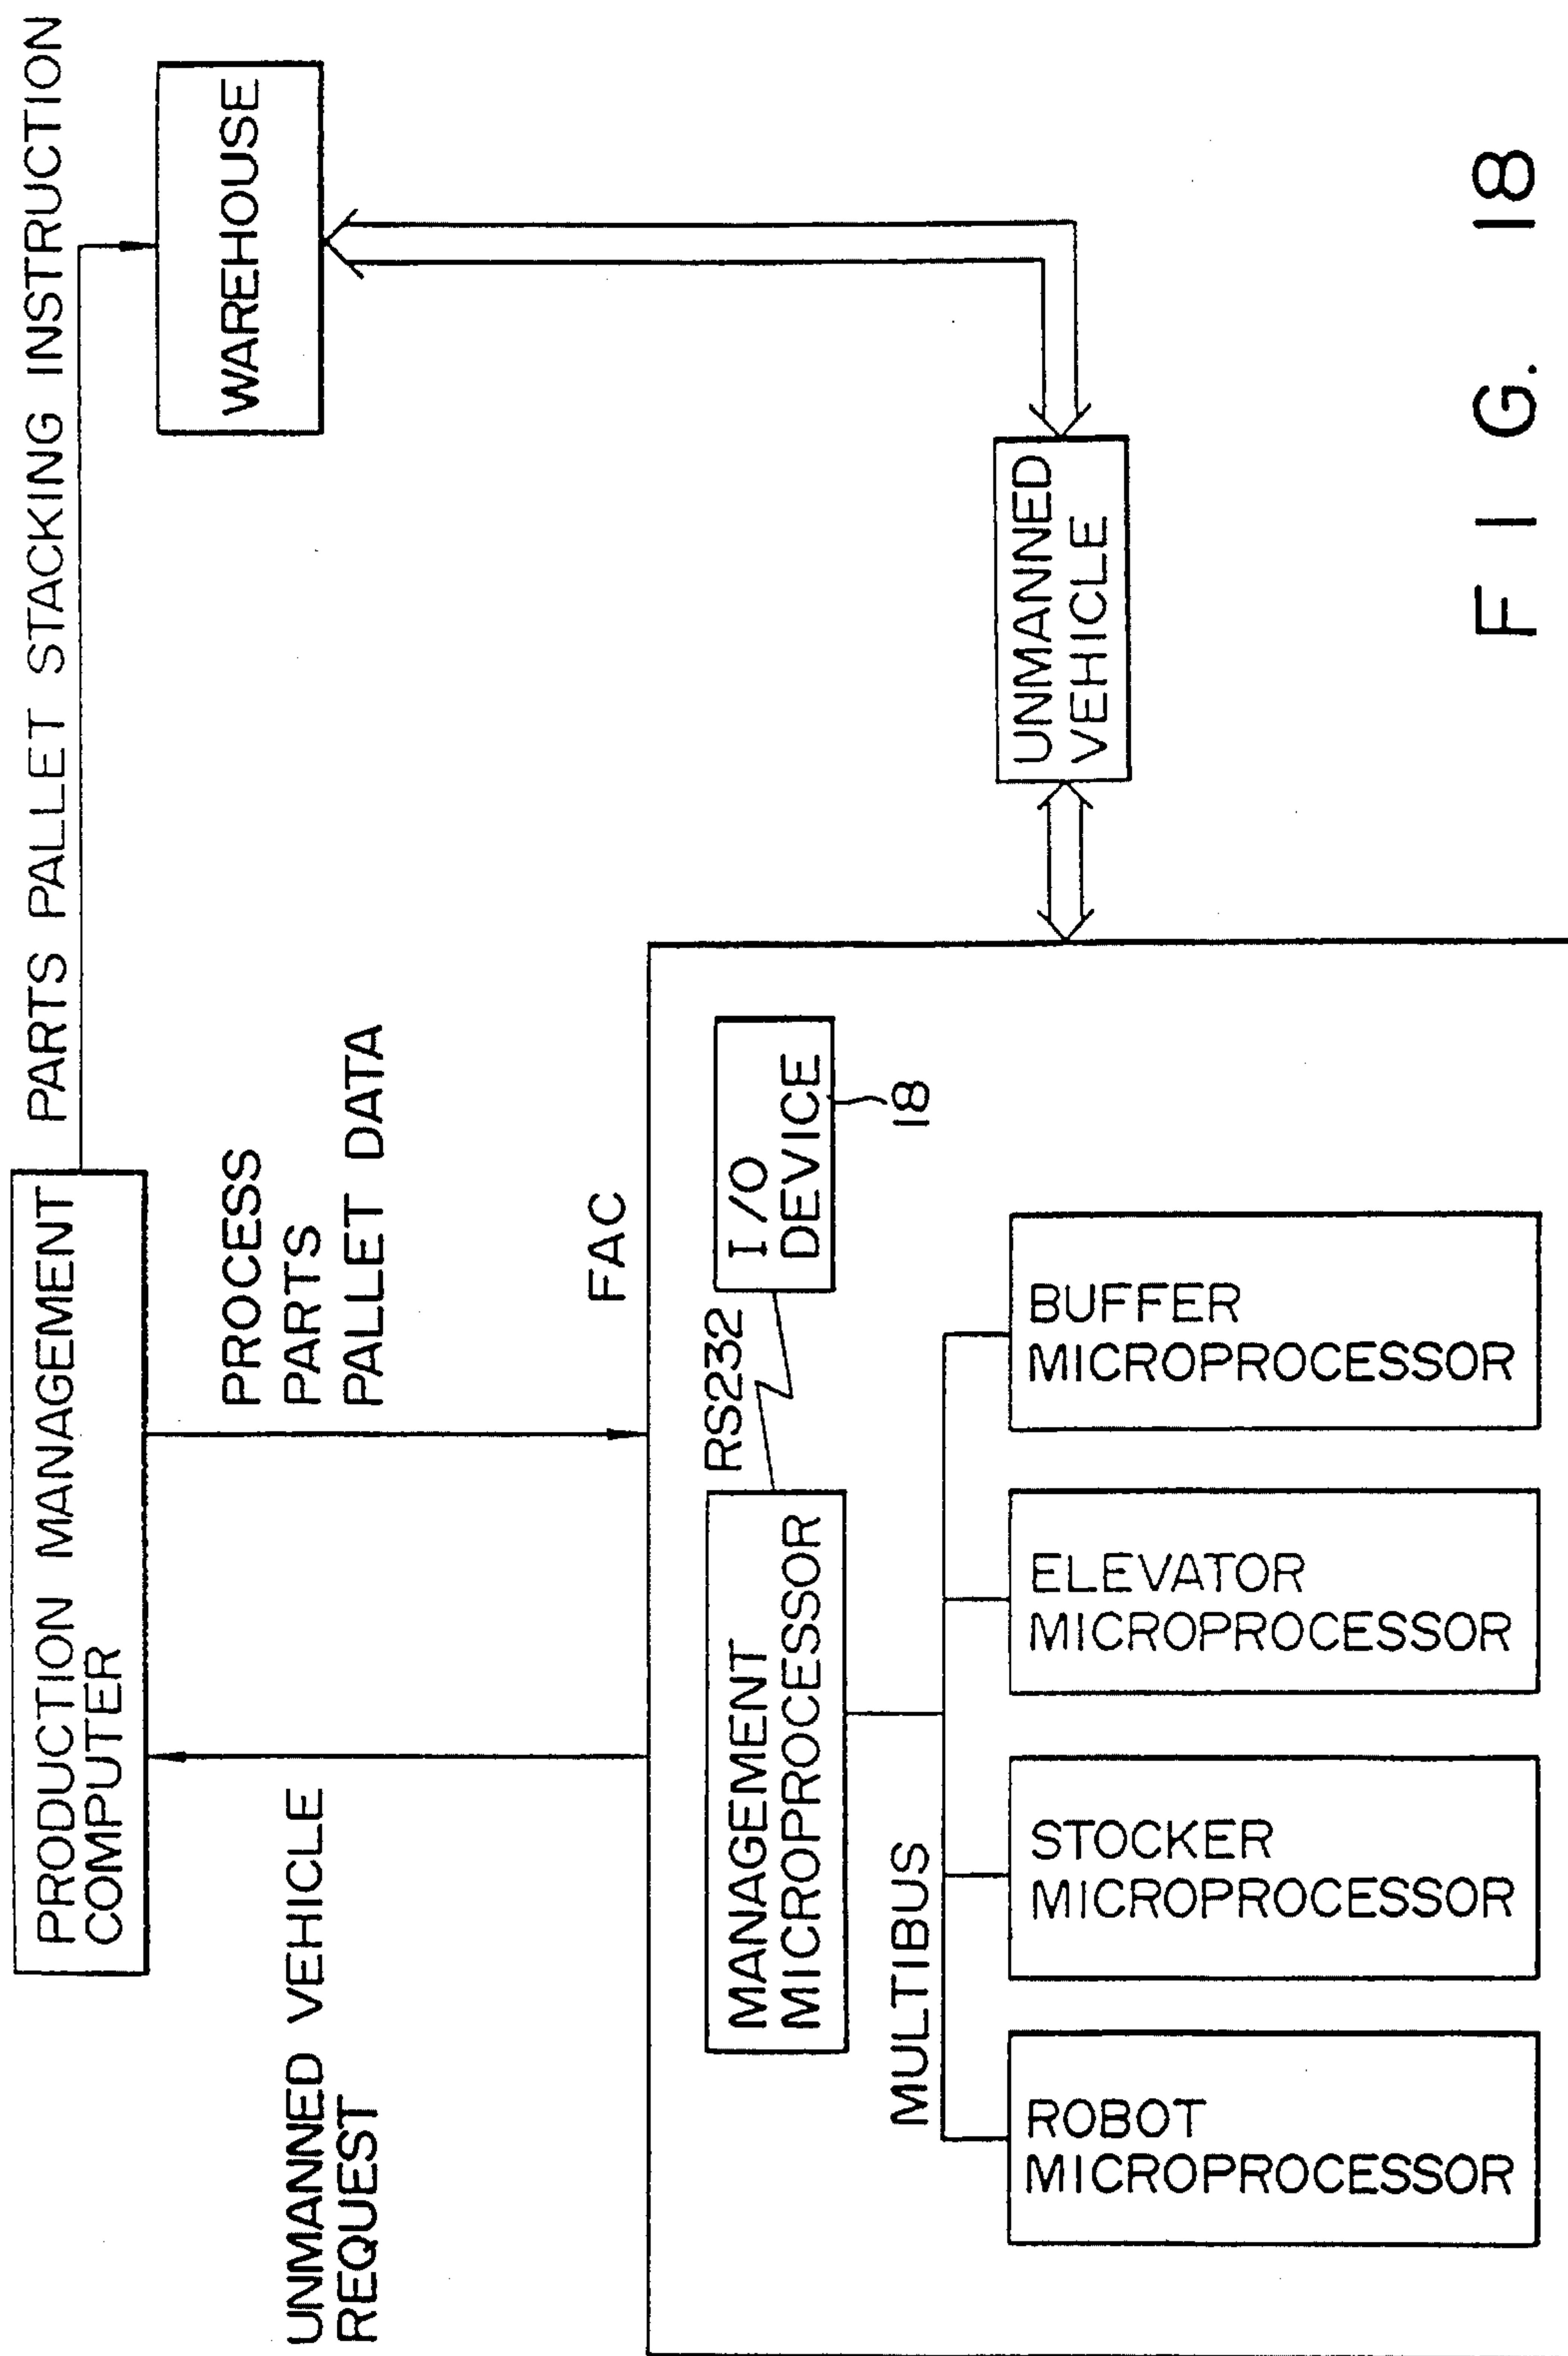 PARTS PALLET STACKING INSTRUCTION
PRODUCTION MANAGEMENT
COMPUTER
WAREHOUSE
UNMANNED VEHICLE
REQUEST
PROCESS
PARTS
PALLET DATA
FAC
MANAGEMENT
MICROPROCESSOR
RS232
I/O
DEVICE
18
MULTIBUS
ROBOT
MICROPROCESSOR
STOCKER
MICROPROCESSOR
ELEVATOR
MICROPROCESSOR
BUFFER
MICROPROCESSOR
UNMANNED
VEHICLE
FIG. 18